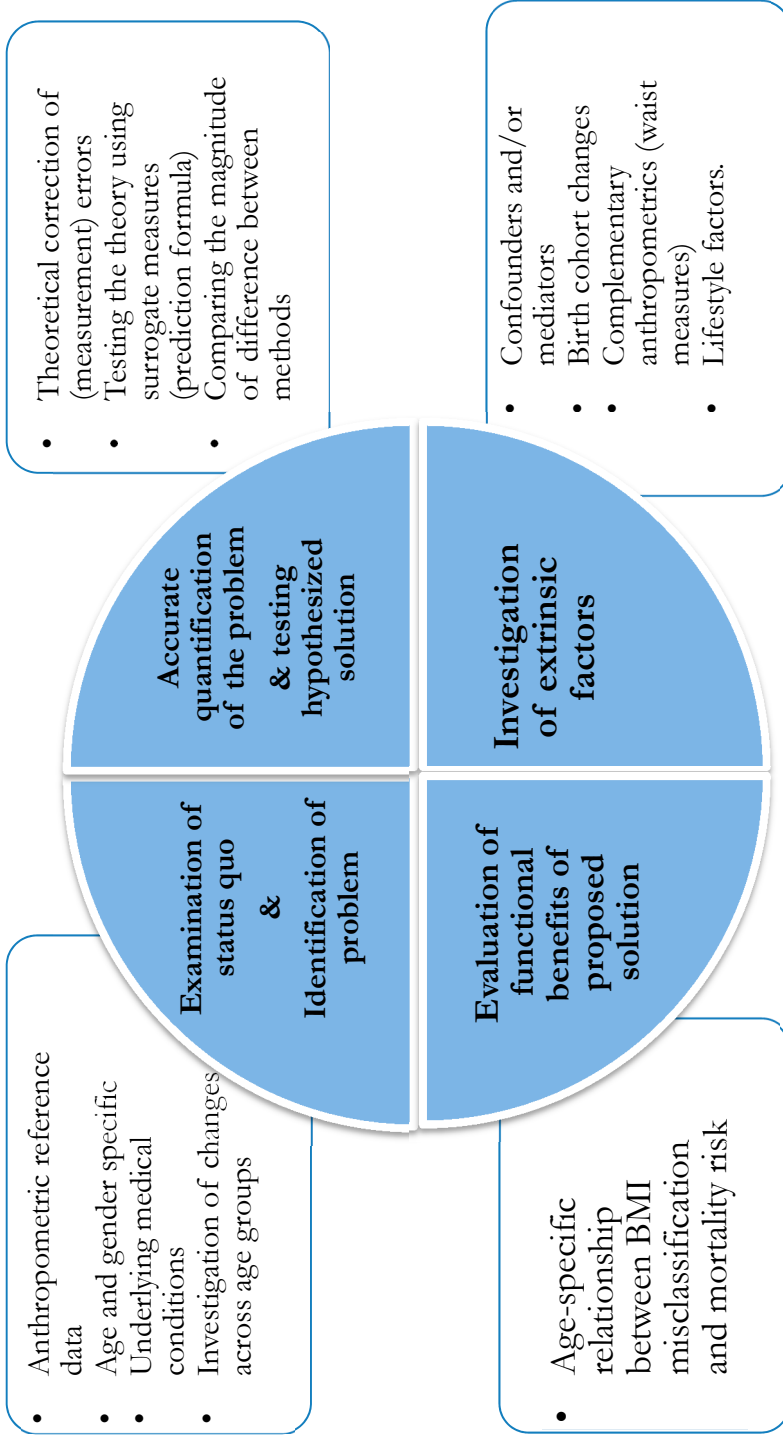 • Anthropometric reference
data
• Age and gender specific
• Underlying medical
conditions
• Investigation of changes
across age groups
Examination of
status quo
&
Identification of
problem
Accurate
quantification
of the problem
& testing
hypothesized
solution
• Theoretical correction of
(measurement) errors
• Testing the theory using
surrogate measures
(prediction formula)
• Comparing the magnitude
of difference between
methods
• Age-specific
relationship
between BMI
misclassification
and mortality risk
Evaluation of
functional
benefits of
proposed
solution
Investigation
of extrinsic
factors
• Confounders and/or
mediators
• Birth cohort changes
• Complementary
anthropometrics (waist
measures)
• Lifestyle factors.